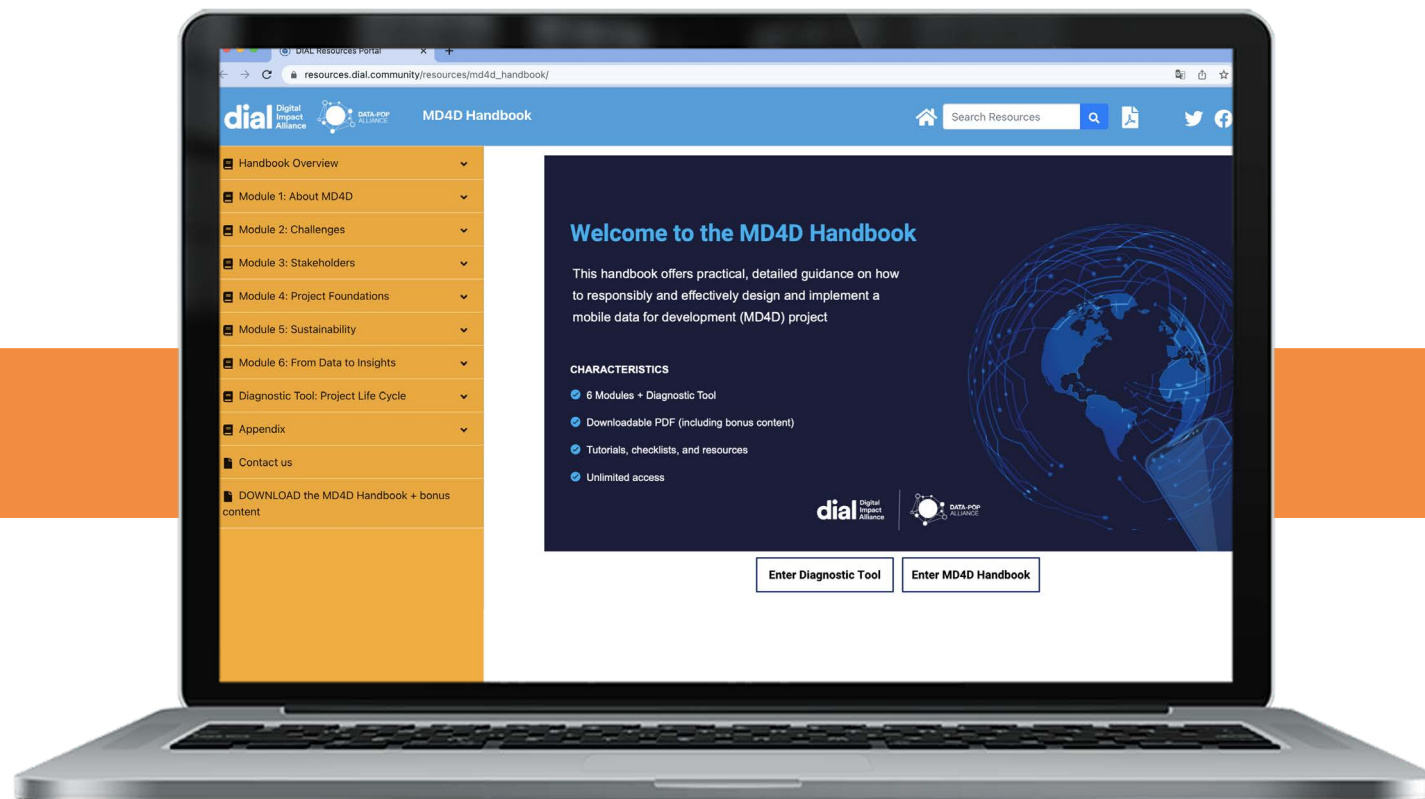 DIAL Resources Portal
resources.dial.community/resources/md4d_handbook/
dial Digital Impact Alliance
DATA-POP ALLIANCE
MD4D Handbook
Search Resources
Handbook Overview
Module 1: About MD4D
Module 2: Challenges
Module 3: Stakeholders
Module 4: Project Foundations
Module 5: Sustainability
Module 6: From Data to Insights
Diagnostic Tool: Project Life Cycle
Appendix
Contact us
DOWNLOAD the MD4D Handbook + bonus
content
Welcome to the MD4D Handbook
This handbook offers practical, detailed guidance on how
to responsibly and effectively design and implement a
mobile data for development (MD4D) project
CHARACTERISTICS
6 Modules + Diagnostic Tool
Downloadable PDF (including bonus content)
Tutorials, checklists, and resources
Unlimited access
dial Digital Impact Alliance
DATA-POP ALLIANCE
Enter Diagnostic Tool
Enter MD4D Handbook